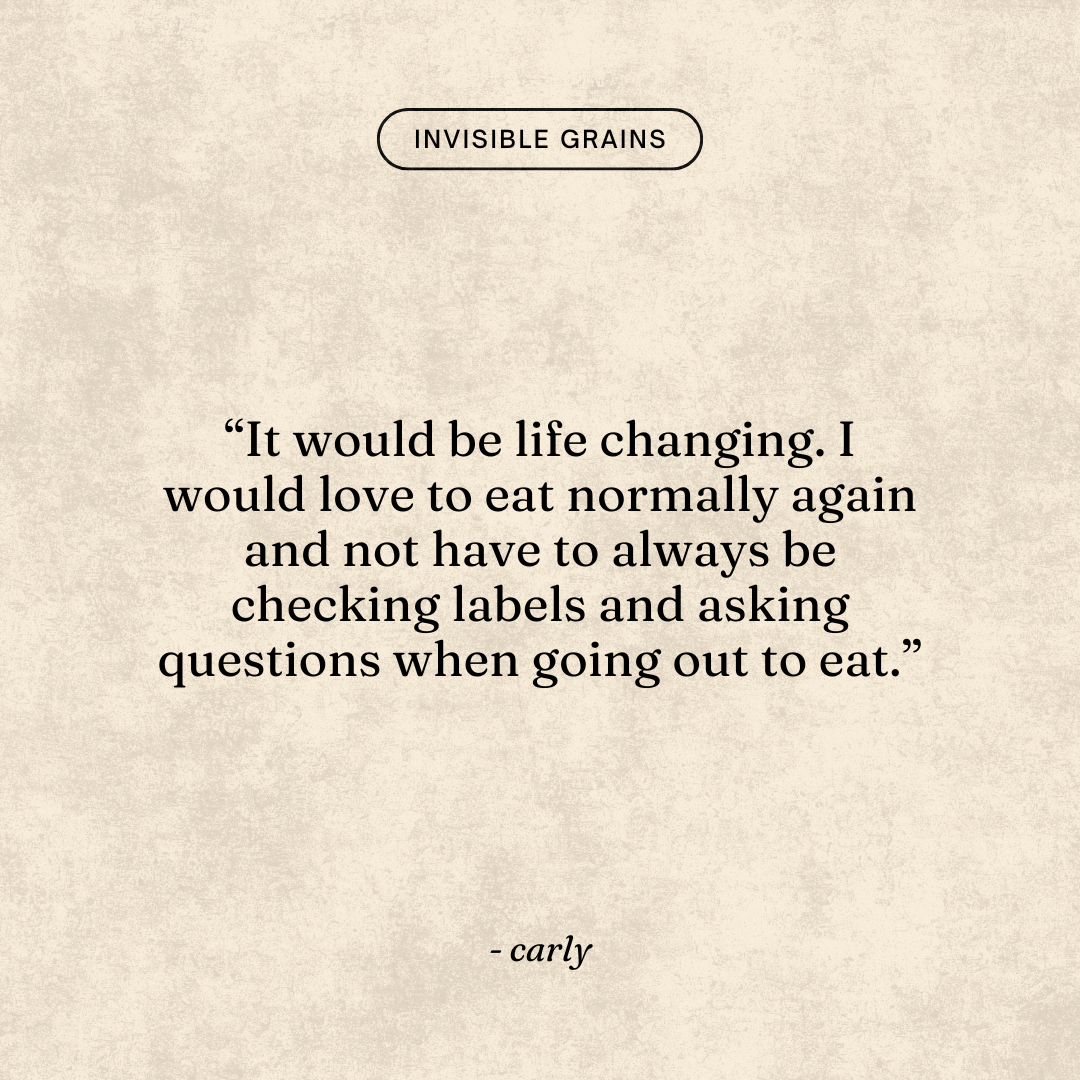 INVISIBLE GRAINS
“It would be life changing. I
would love to eat normally again
and not have to always be
checking labels and asking
questions when going out to eat.”
- carly